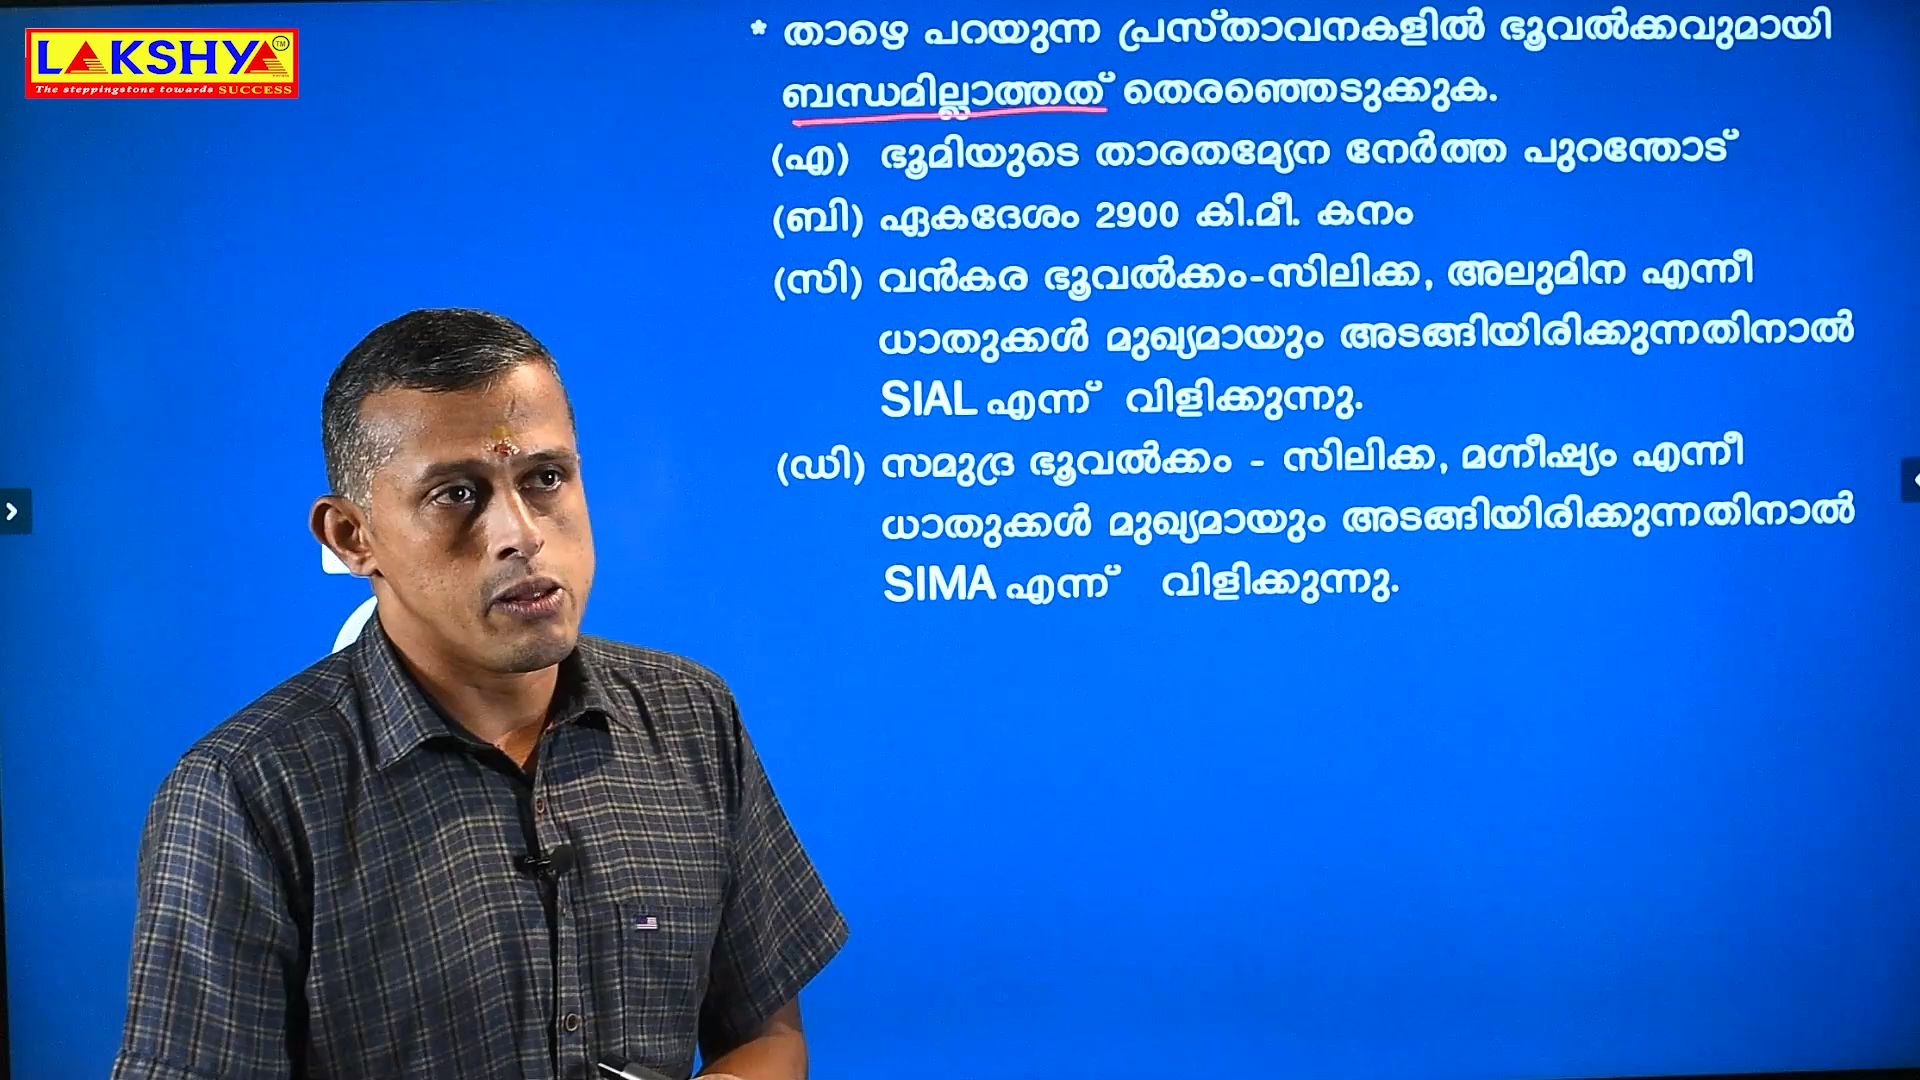 LAKSHYA TM
The steppingstone towards SUCCESS
* താഴെ പറയുന്ന പ്രസ്താവനകളിൽ ഭൂവൽക്കവുമായി
ബന്ധമില്ലാത്തത് തെരഞ്ഞെടുക്കുക.
(എ) ഭൂമിയുടെ താരതമ്യേന നേർത്ത പുറന്തോട്
(ബി) ഏകദേശം 2900 കി.മീ. കനം
(സി) വൻകര ഭൂവൽക്കം-സിലിക്ക, അലുമിന എന്നീ
ധാതുക്കൾ മുഖ്യമായും അടങ്ങിയിരിക്കുന്നതിനാൽ
SIAL എന്ന് വിളിക്കുന്നു.
(ഡി) സമുദ്ര ഭൂവൽക്കം - സിലിക്ക, മഗ്നീഷ്യം എന്നീ
ധാതുക്കൾ മുഖ്യമായും അടങ്ങിയിരിക്കുന്നതിനാൽ
SIMA എന്ന് വിളിക്കുന്നു.